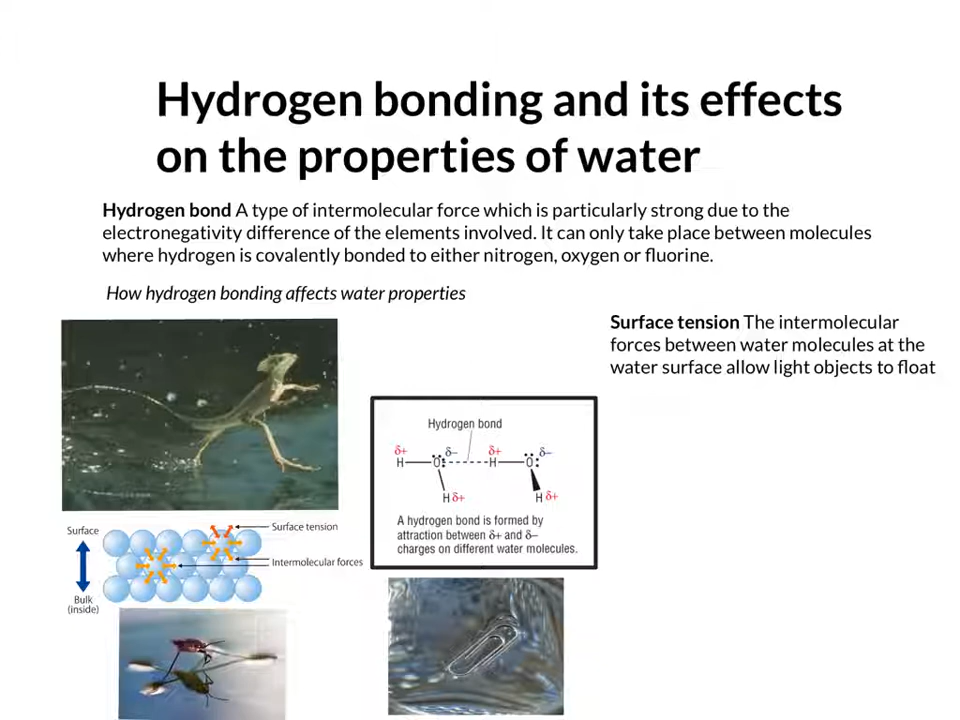 Hydrogen bonding and its effects
on the properties of water
Hydrogen bond A type of intermolecular force which is particularly strong due to the
electronegativity difference of the elements involved. It can only take place between molecules
where hydrogen is covalently bonded to either nitrogen, oxygen or fluorine.
How hydrogen bonding affects water properties
Surface tension The intermolecular
forces between water molecules at the
water surface allow light objects to float
Hydrogen bond
δ+ δ− δ+ δ−
H O H O
H δ+ H δ+
A hydrogen bond is formed by
attraction between δ+ and δ−
charges on different water molecules.
Surface
Surface tension
Intermolecular forces
Bulk
(inside)